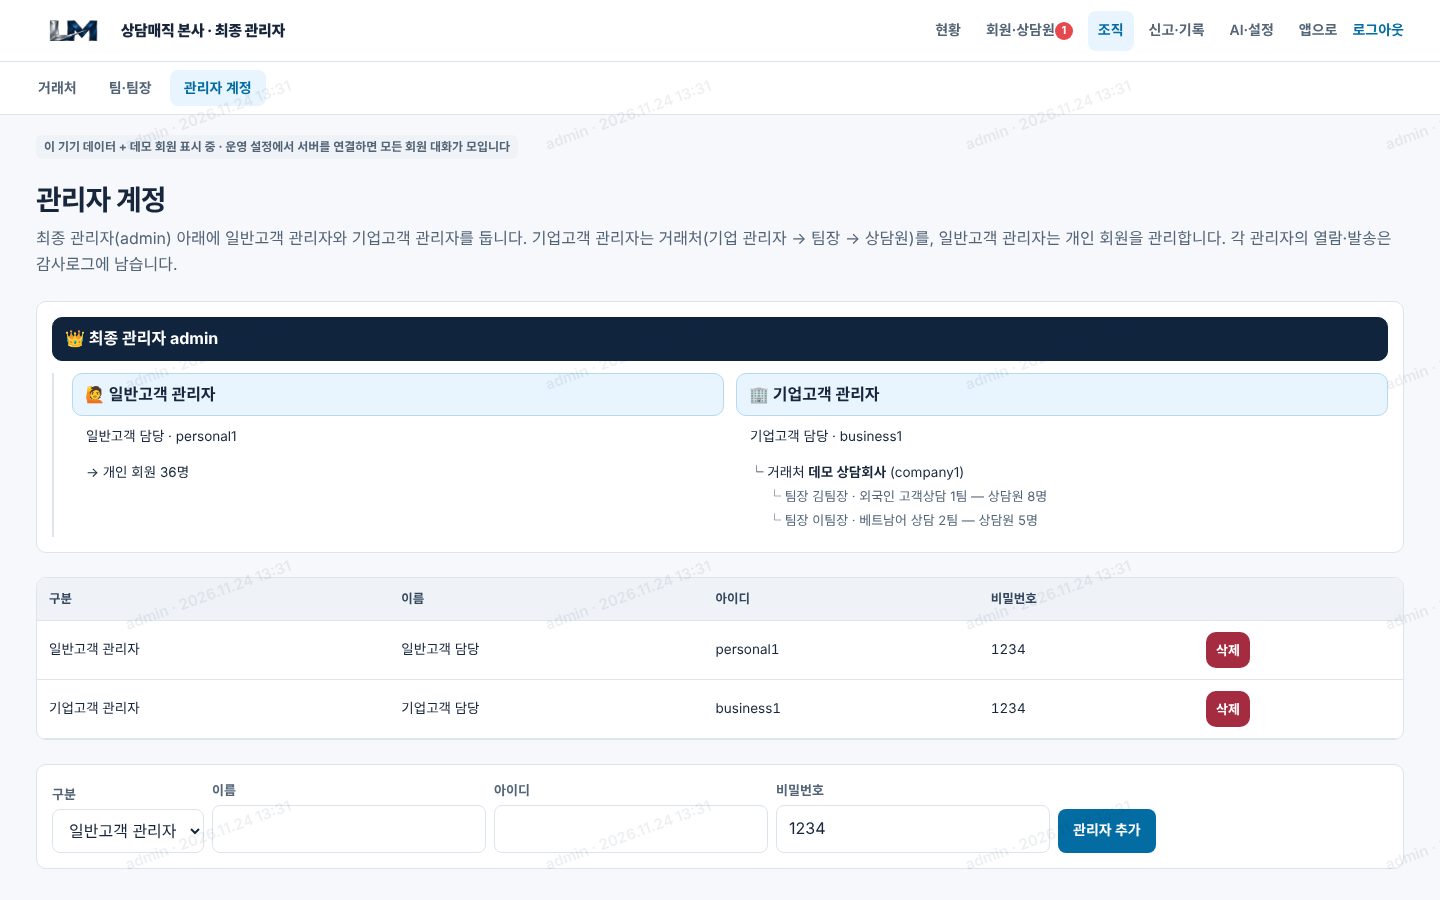 LM 상담매직 본사 · 최종 관리자
현황 회원·상담원 1 조직 신고·기록 AI·설정 앱으로 로그아웃
거래처 팀·팀장 관리자 계정
이 기기 데이터 + 데모 회원 표시 중 · 운영 설정에서 서버를 연결하면 모든 회원 대화가 모입니다
관리자 계정
최종 관리자(admin) 아래에 일반고객 관리자와 기업고객 관리자를 둡니다. 기업고객 관리자는 거래처(기업 관리자 → 팀장 → 상담원)를, 일반고객 관리자는 개인 회원을 관리합니다. 각 관리자의 열람·발송은
감사로그에 남습니다.
👑 최종 관리자 admin
🙋 일반고객 관리자
일반고객 담당 · personal1
→ 개인 회원 36명
🏢 기업고객 관리자
기업고객 담당 · business1
└ 거래처 데모 상담회사 (company1)
└ 팀장 김팀장 · 외국인 고객상담 1팀 — 상담원 8명
└ 팀장 이팀장 · 베트남어 상담 2팀 — 상담원 5명
구분 이름 아이디 비밀번호
일반고객 관리자 일반고객 담당 personal1 1234 삭제
기업고객 관리자 기업고객 담당 business1 1234 삭제
구분 이름 아이디 비밀번호
일반고객 관리자 1234 관리자 추가
admin · 2026.11.24 13:31